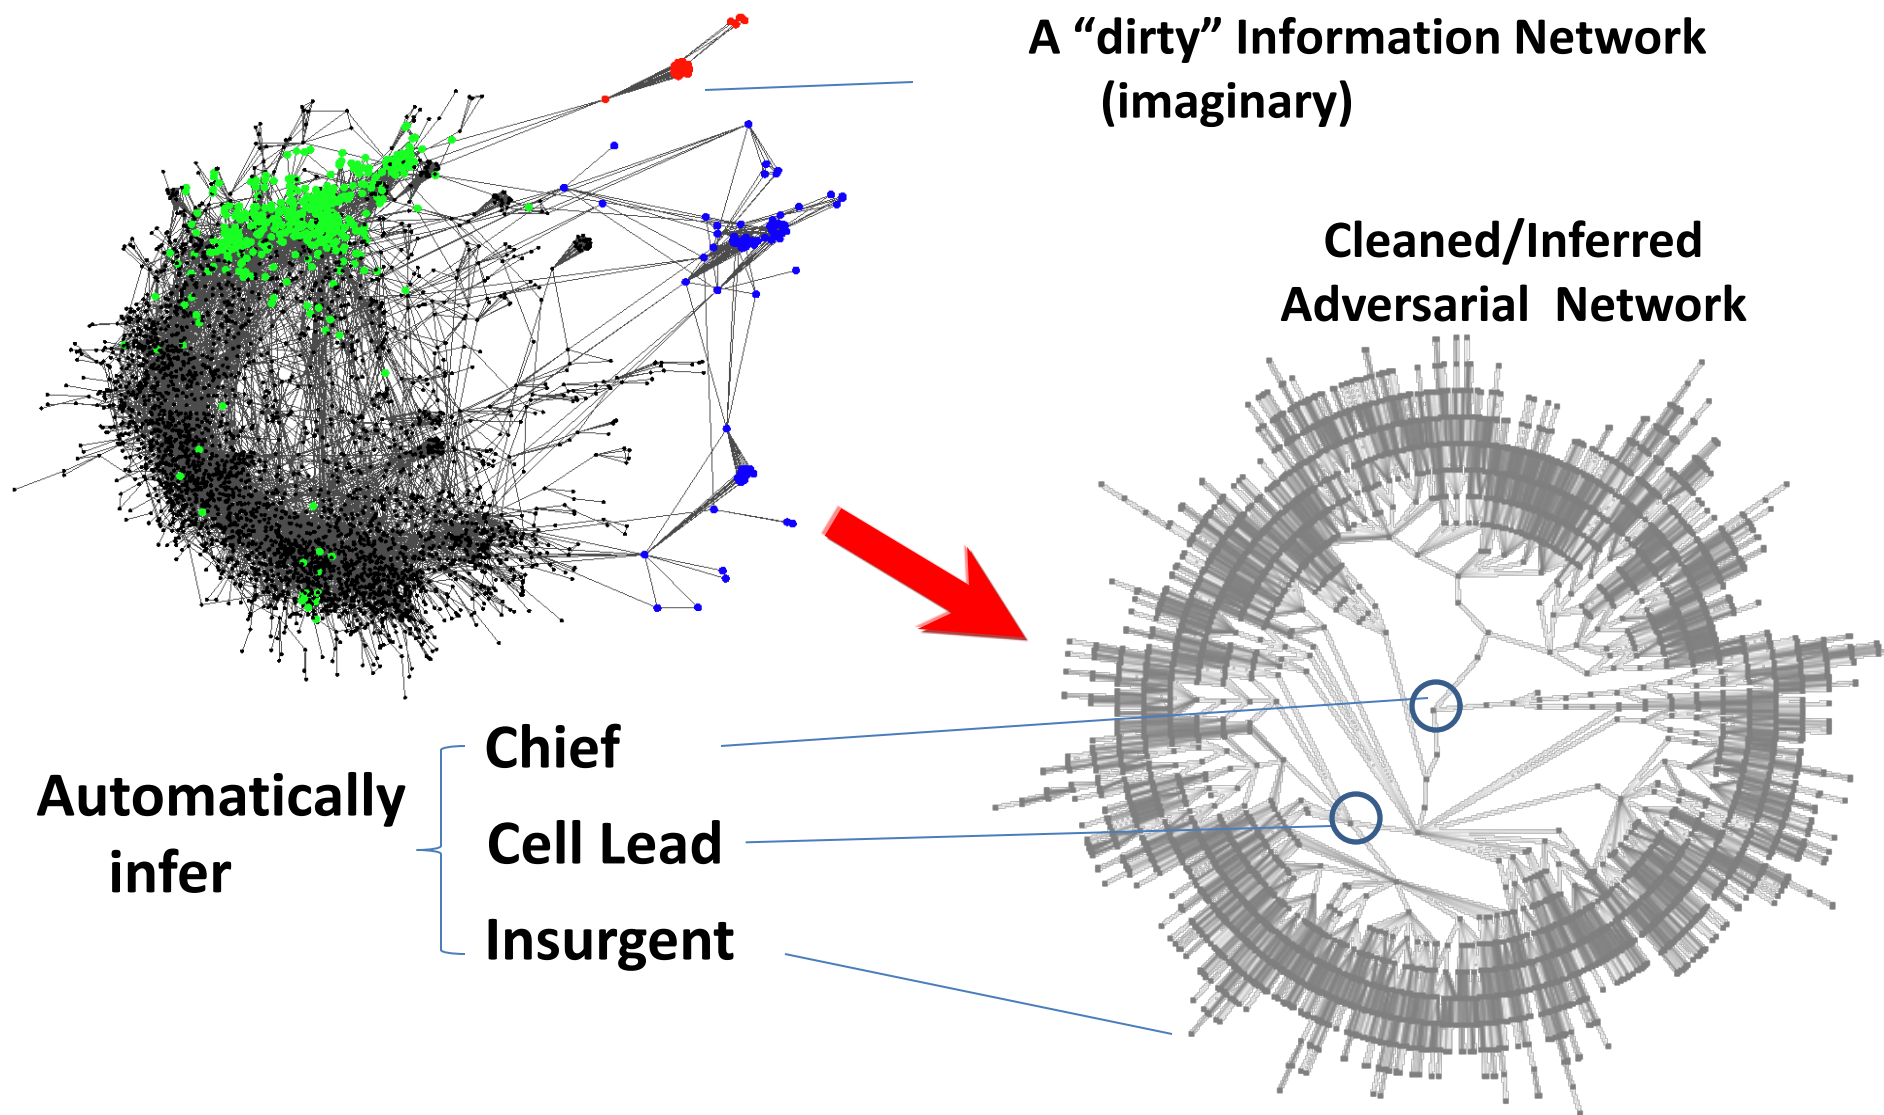 A “dirty” Information Network
(imaginary)
Cleaned/Inferred
Adversarial Network
Automatically
infer
Chief
Cell Lead
Insurgent